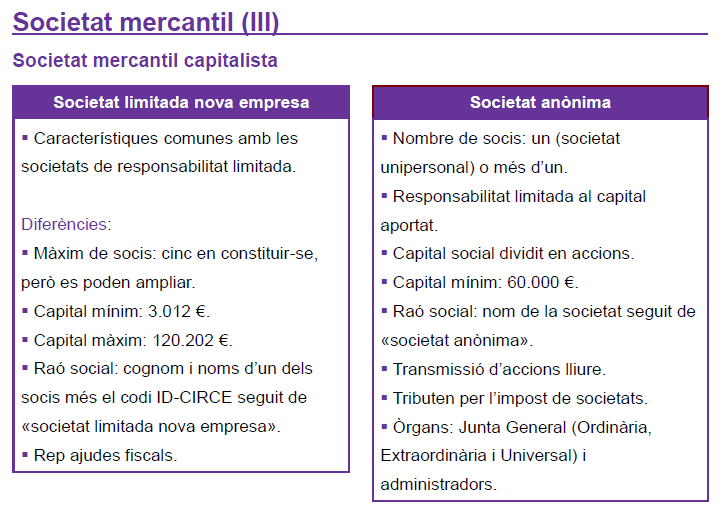 Societat mercantil (III)
Societat mercantil capitalista
Societat limitada nova empresa
▪ Característiques comunes amb les
societats de responsabilitat limitada.
Diferències:
▪ Màxim de socis: cinc en constituir-se,
però es poden ampliar.
▪ Capital mínim: 3.012 €.
▪ Capital màxim: 120.202 €.
▪ Raó social: cognom i noms d’un dels
socis més el codi ID-CIRCE seguit de
«societat limitada nova empresa».
▪ Rep ajudes fiscals.
Societat anònima
▪ Nombre de socis: un (societat
unipersonal) o més d’un.
▪ Responsabilitat limitada al capital
aportat.
▪ Capital social dividit en accions.
▪ Capital mínim: 60.000 €.
▪ Raó social: nom de la societat seguit de
«societat anònima».
▪ Transmissió d’accions lliure.
▪ Tributen per l’impost de societats.
▪ Òrgans: Junta General (Ordinària,
Extraordinària i Universal) i
administradors.